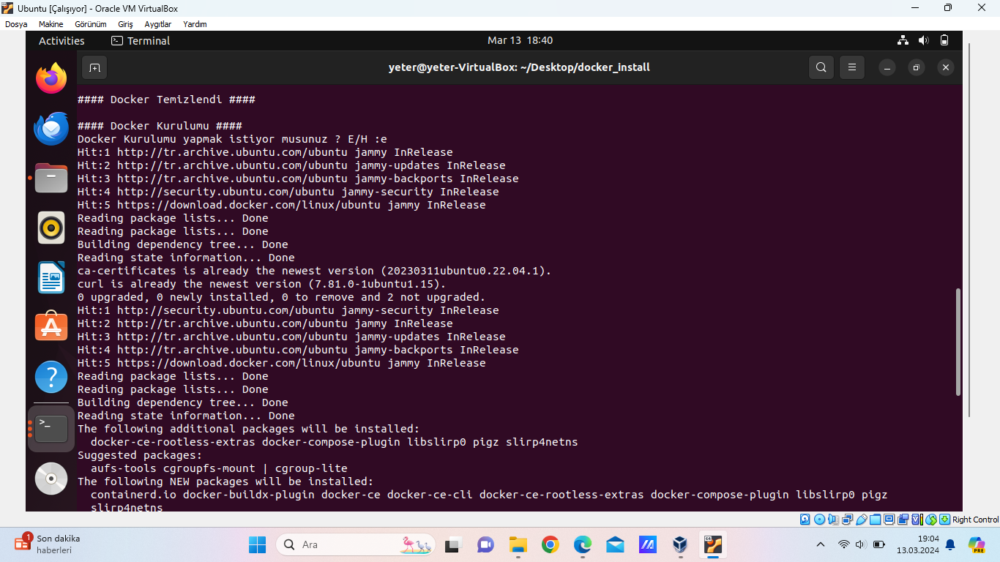 Ubuntu [Çalışıyor] - Oracle VM VirtualBox
Dosya Makine Görünüm Giriş Aygıtlar Yardım
Activities Terminal Mar 13 18:40
yeter@yeter-VirtualBox: ~/Desktop/docker_install
#### Docker Temizlendi ####
#### Docker Kurulumu ####
Docker Kurulumu yapmak istiyor musunuz ? E/H :e
Hit:1 http://tr.archive.ubuntu.com/ubuntu jammy InRelease
Hit:2 http://tr.archive.ubuntu.com/ubuntu jammy-updates InRelease
Hit:3 http://tr.archive.ubuntu.com/ubuntu jammy-backports InRelease
Hit:4 http://security.ubuntu.com/ubuntu jammy-security InRelease
Hit:5 https://download.docker.com/linux/ubuntu jammy InRelease
Reading package lists... Done
Reading package lists... Done
Building dependency tree... Done
Reading state information... Done
ca-certificates is already the newest version (20230311ubuntu0.22.04.1).
curl is already the newest version (7.81.0-1ubuntu1.15).
0 upgraded, 0 newly installed, 0 to remove and 2 not upgraded.
Hit:1 http://security.ubuntu.com/ubuntu jammy-security InRelease
Hit:2 http://tr.archive.ubuntu.com/ubuntu jammy InRelease
Hit:3 http://tr.archive.ubuntu.com/ubuntu jammy-updates InRelease
Hit:4 http://tr.archive.ubuntu.com/ubuntu jammy-backports InRelease
Hit:5 https://download.docker.com/linux/ubuntu jammy InRelease
Reading package lists... Done
Reading package lists... Done
Building dependency tree... Done
Reading state information... Done
The following additional packages will be installed:
docker-ce-rootless-extras docker-compose-plugin libslirp0 pigz slirp4netns
Suggested packages:
aufs-tools cgroupfs-mount | cgroup-lite
The following NEW packages will be installed:
containerd.io docker-buildx-plugin docker-ce docker-ce-cli docker-ce-rootless-extras docker-compose-plugin libslirp0 pigz
slirp4netns
Right Control
1
Son dakika
haberleri
Ara
19:04
13.03.2024
PRE